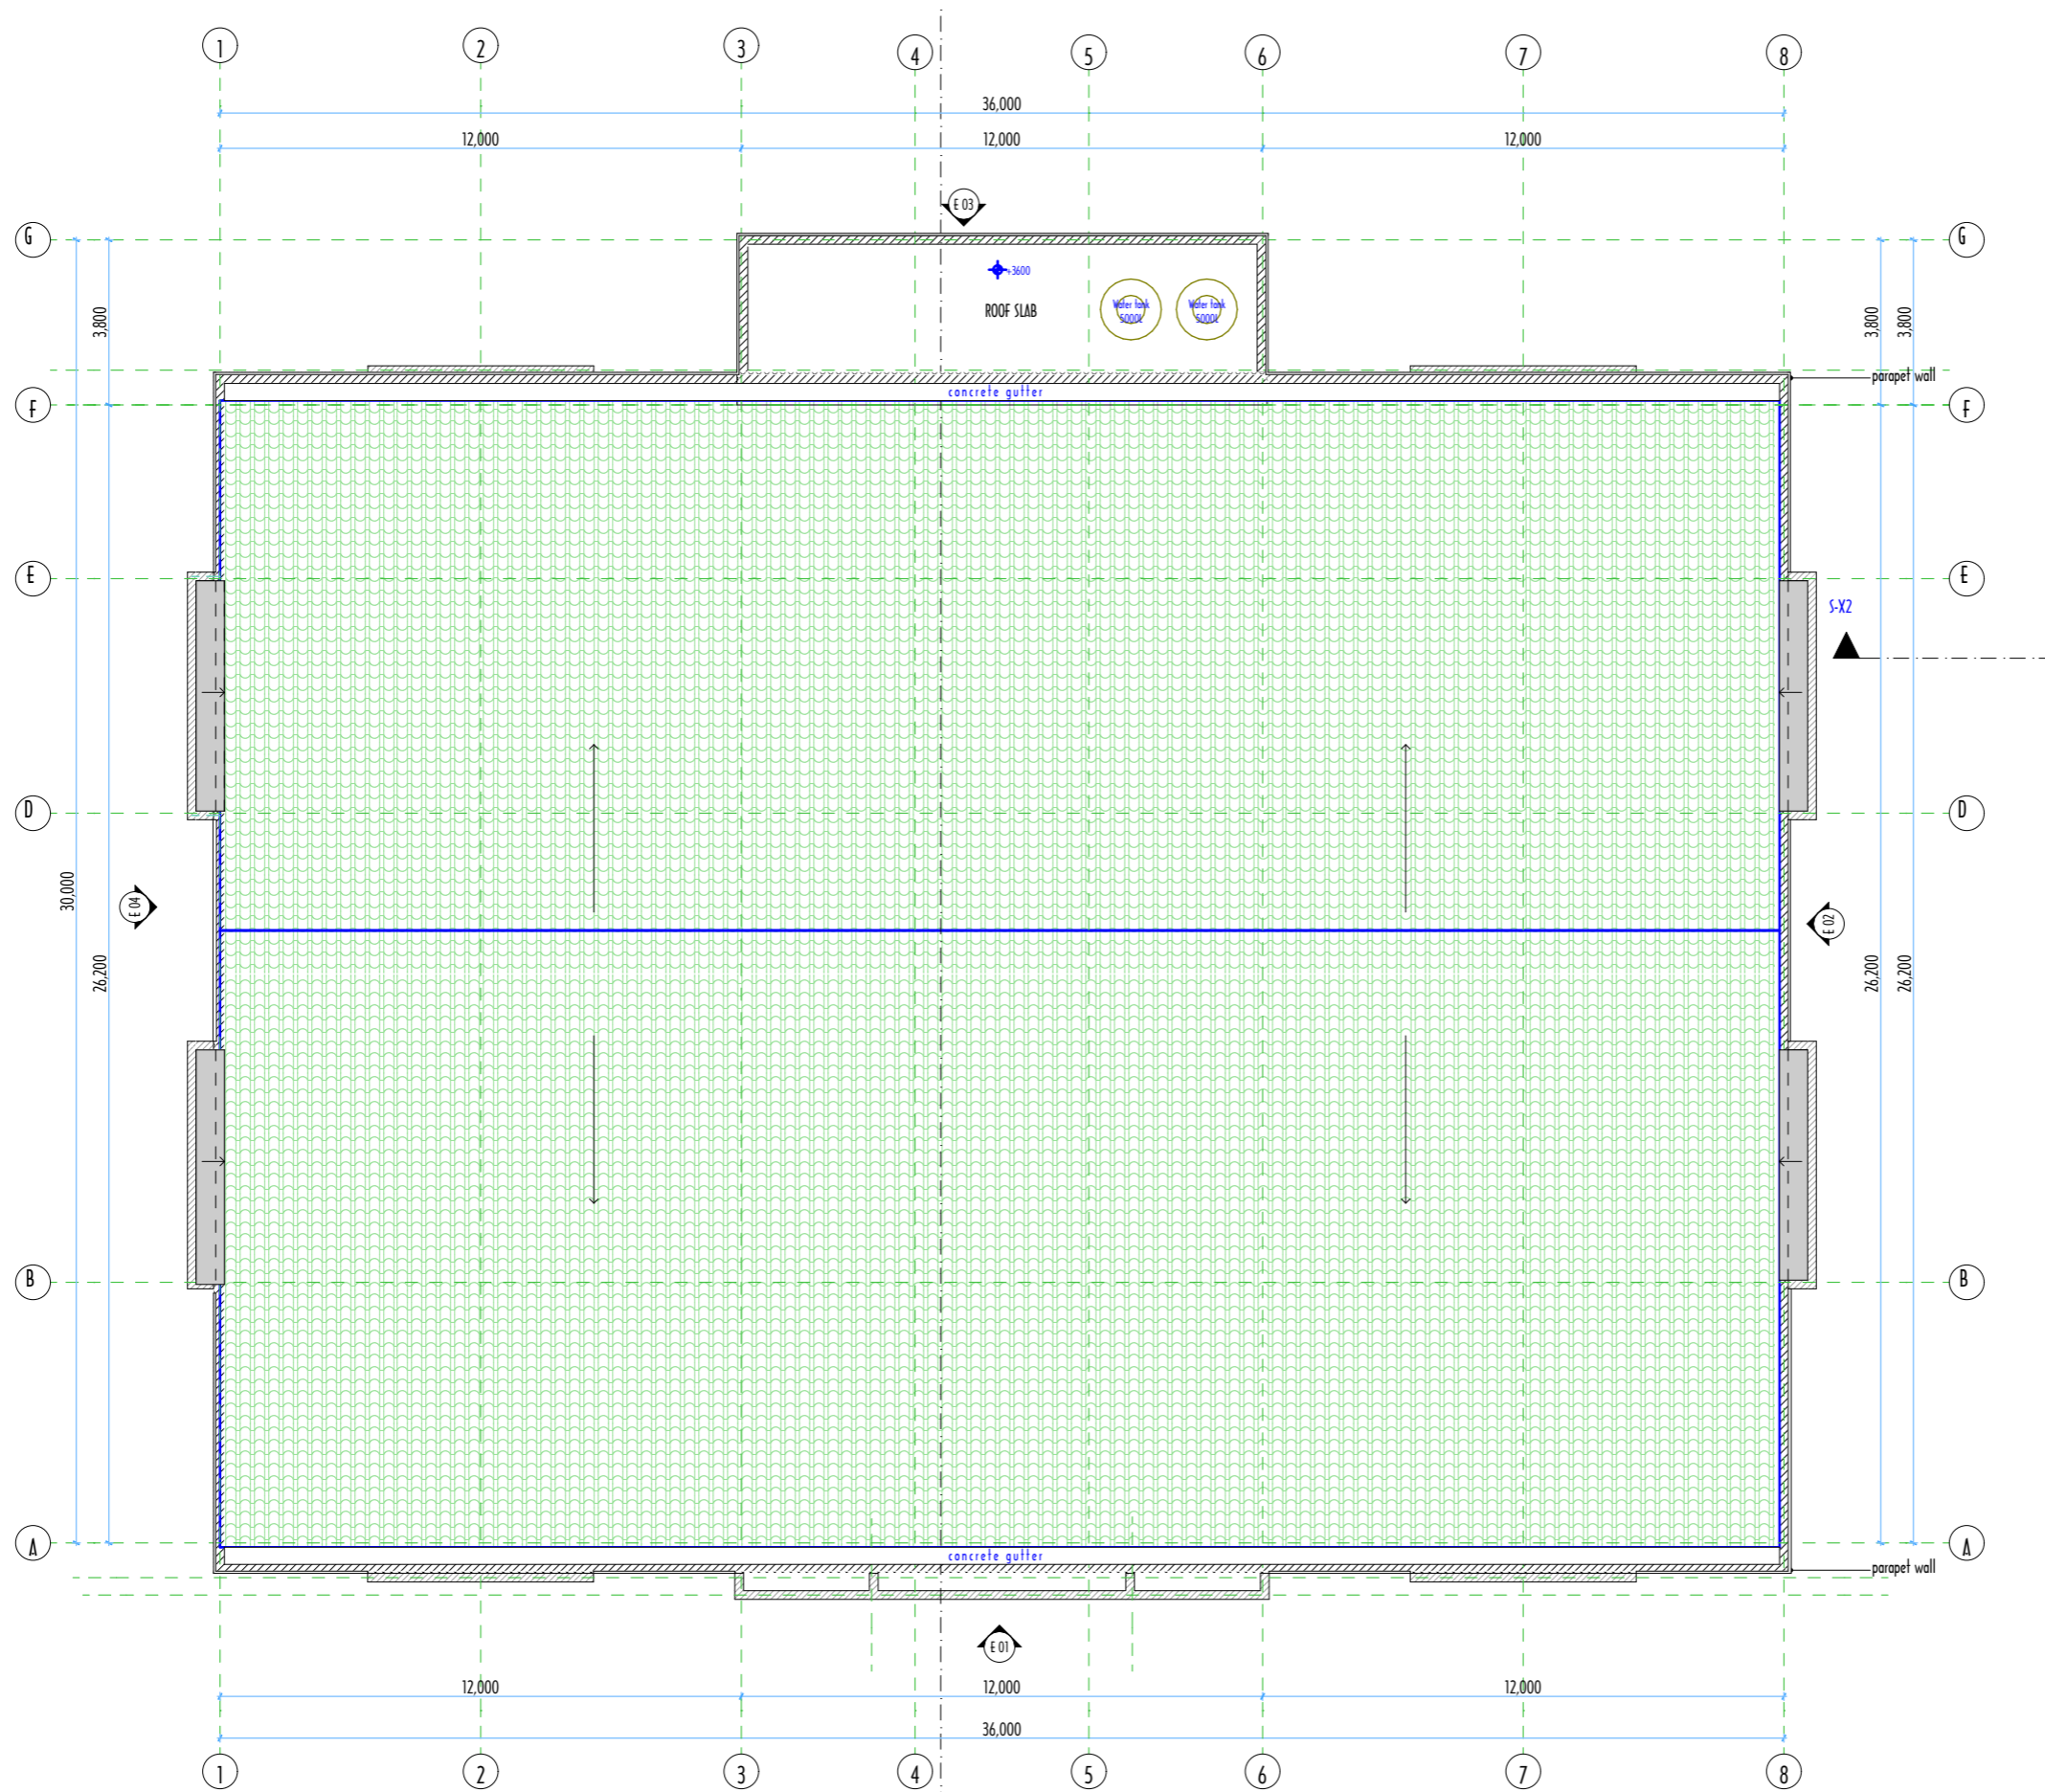 1 2 3 4 5 6 7 8
36,000
12,000 12,000 12,000
E 03
G G
+3600
ROOF SLAB
Water tank
5000L
Water tank
5000L
3,800 3,800 3,800
parapet wall
concrete gutter
F F
E E
S-X2
D D
30,000
E 04
E 02
26,200 26,200 26,200
B B
A A
concrete gutter
parapet wall
E 01
12,000 12,000 12,000
36,000
1 2 3 4 5 6 7 8